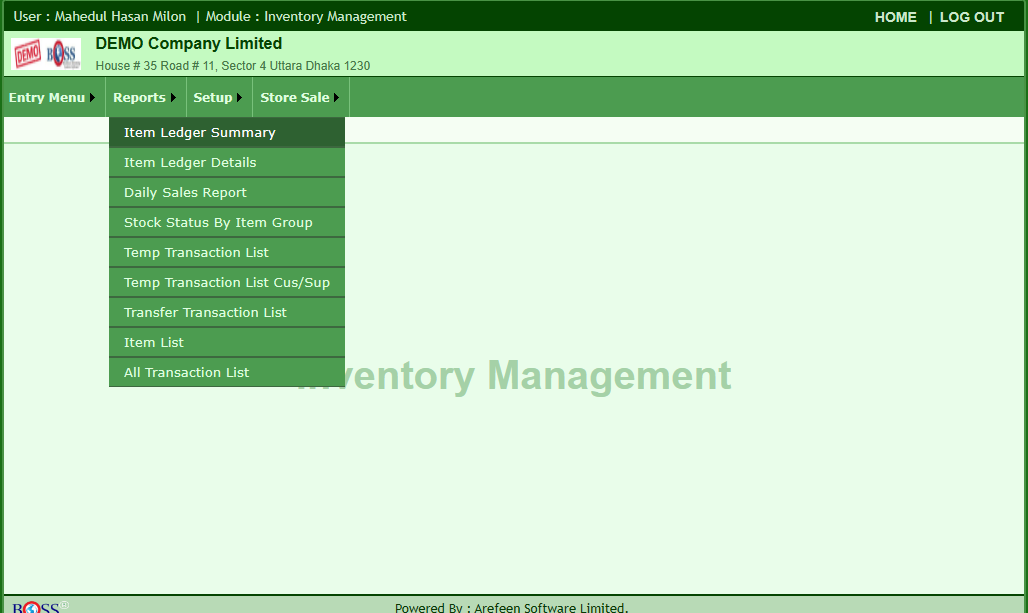 User : Mahedul Hasan Milon | Module : Inventory Management
HOME | LOG OUT
DEMO BOSS
DEMO Company Limited
House # 35 Road # 11, Sector 4 Uttara Dhaka 1230
Entry Menu Reports Setup Store Sale
Item Ledger Summary
Item Ledger Details
Daily Sales Report
Stock Status By Item Group
Temp Transaction List
Temp Transaction List Cus/Sup
Transfer Transaction List
Item List
All Transaction List
Inventory Management
BOSS
Powered By : Arefeen Software Limited.